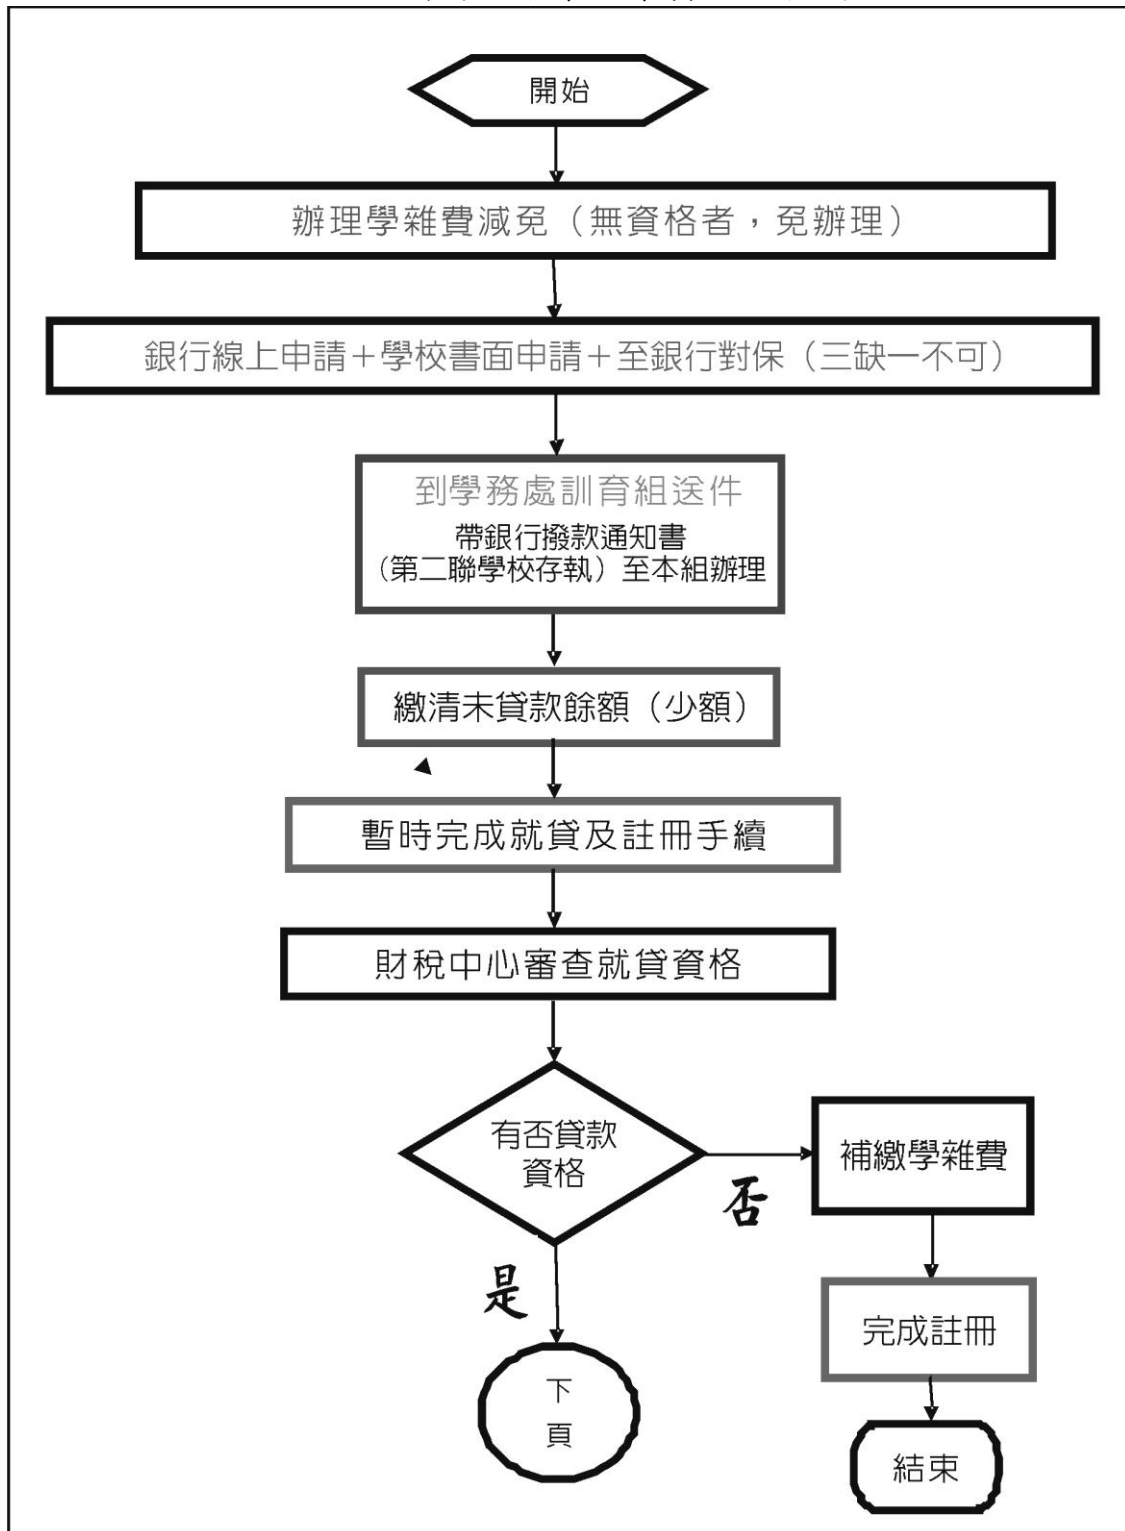 開始
辦理學雜費減免（無資格者，免辦理）
銀行線上申請＋學校書面申請＋至銀行對保（三缺一不可）
到學務處訓育組送件
帶銀行撥款通知書
（第二聯學校存執）至本組辦理
繳清未貸款餘額（少額）
暫時完成就貸及註冊手續
財稅中心審查就貸資格
有否貸款
資格
否
補繳學雜費
是
完成註冊
下
頁
結束